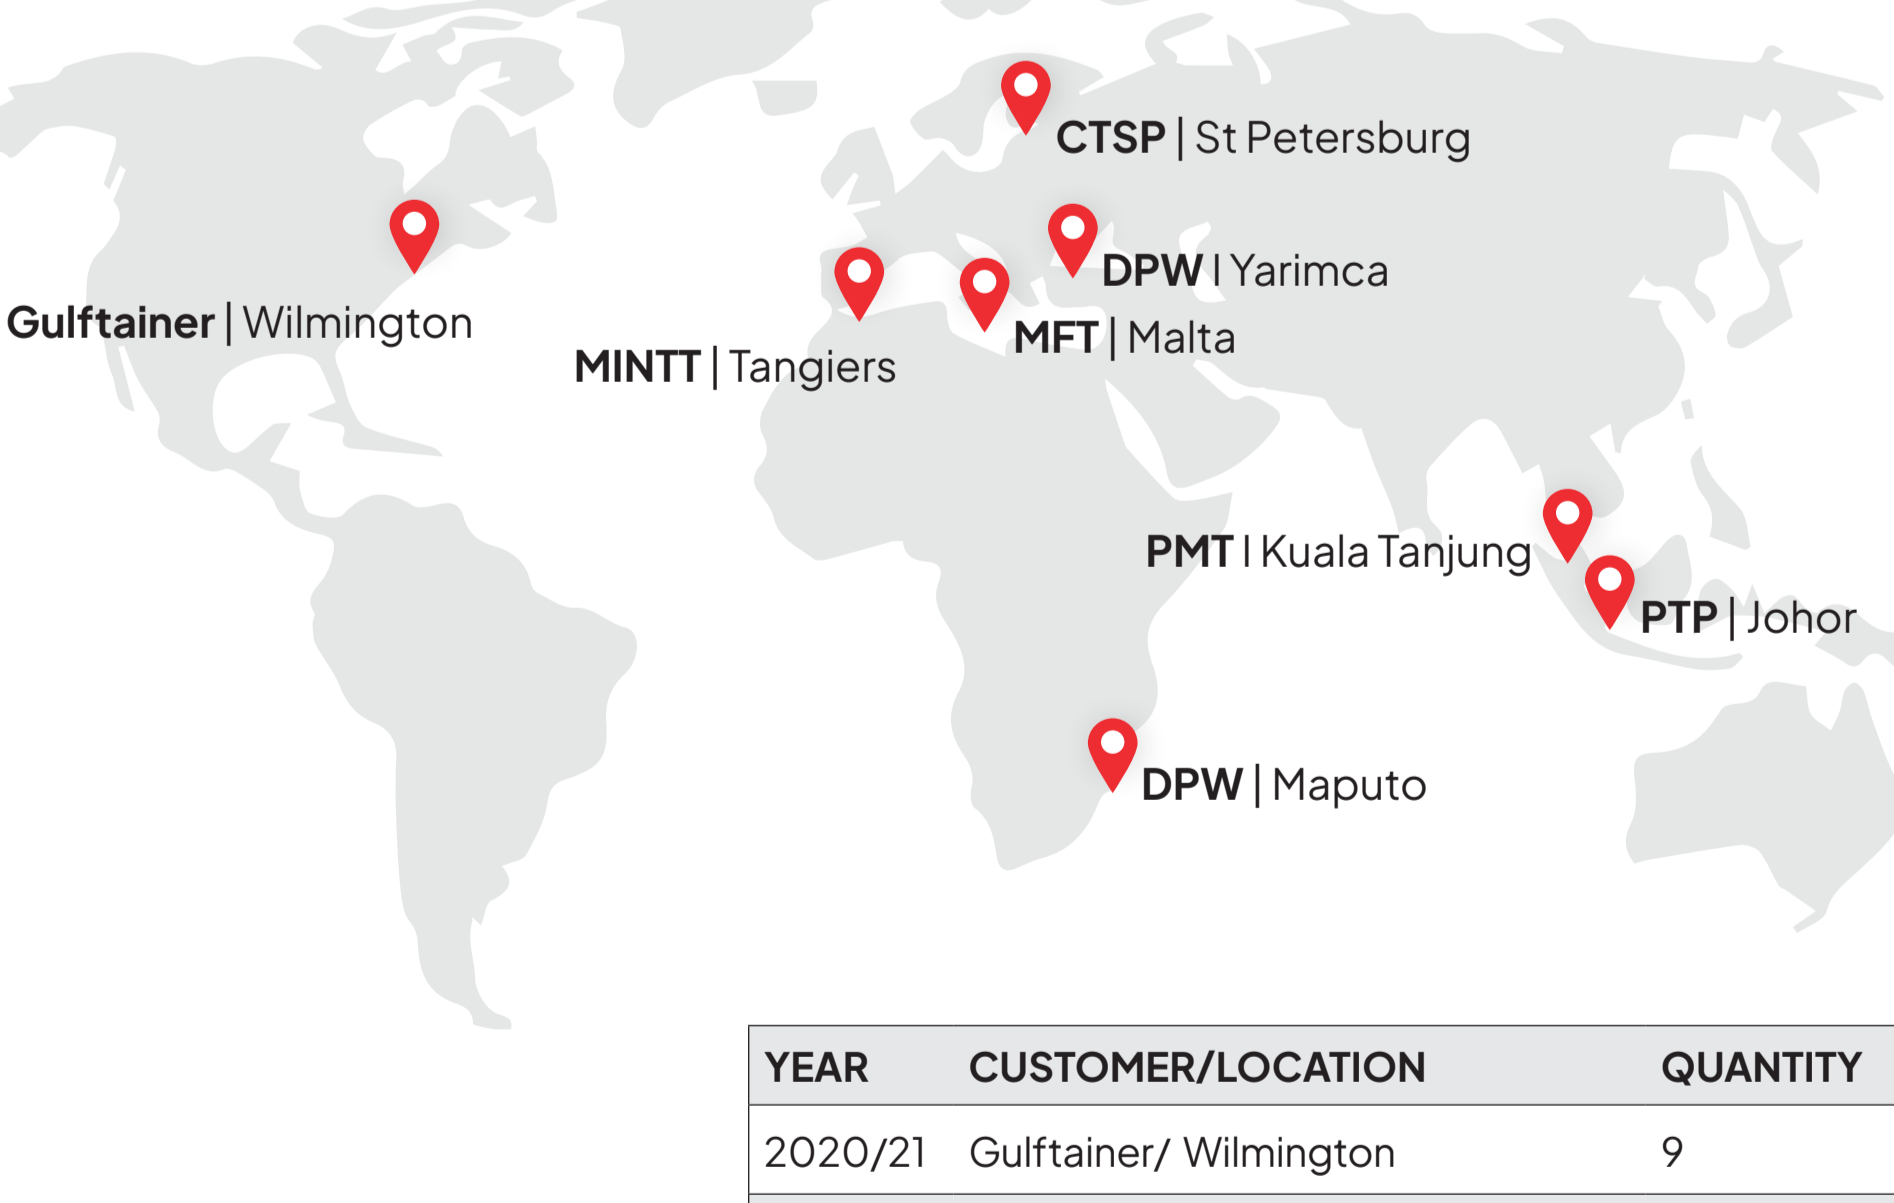 CTSP | St Petersburg
DPW | Yarimca
Gulftainer | Wilmington
MFT | Malta
MINTT | Tangiers
PMT | Kuala Tanjung
PTP | Johor
DPW | Maputo
YEAR CUSTOMER/LOCATION QUANTITY
2020/21 Gulftainer/ Wilmington 9